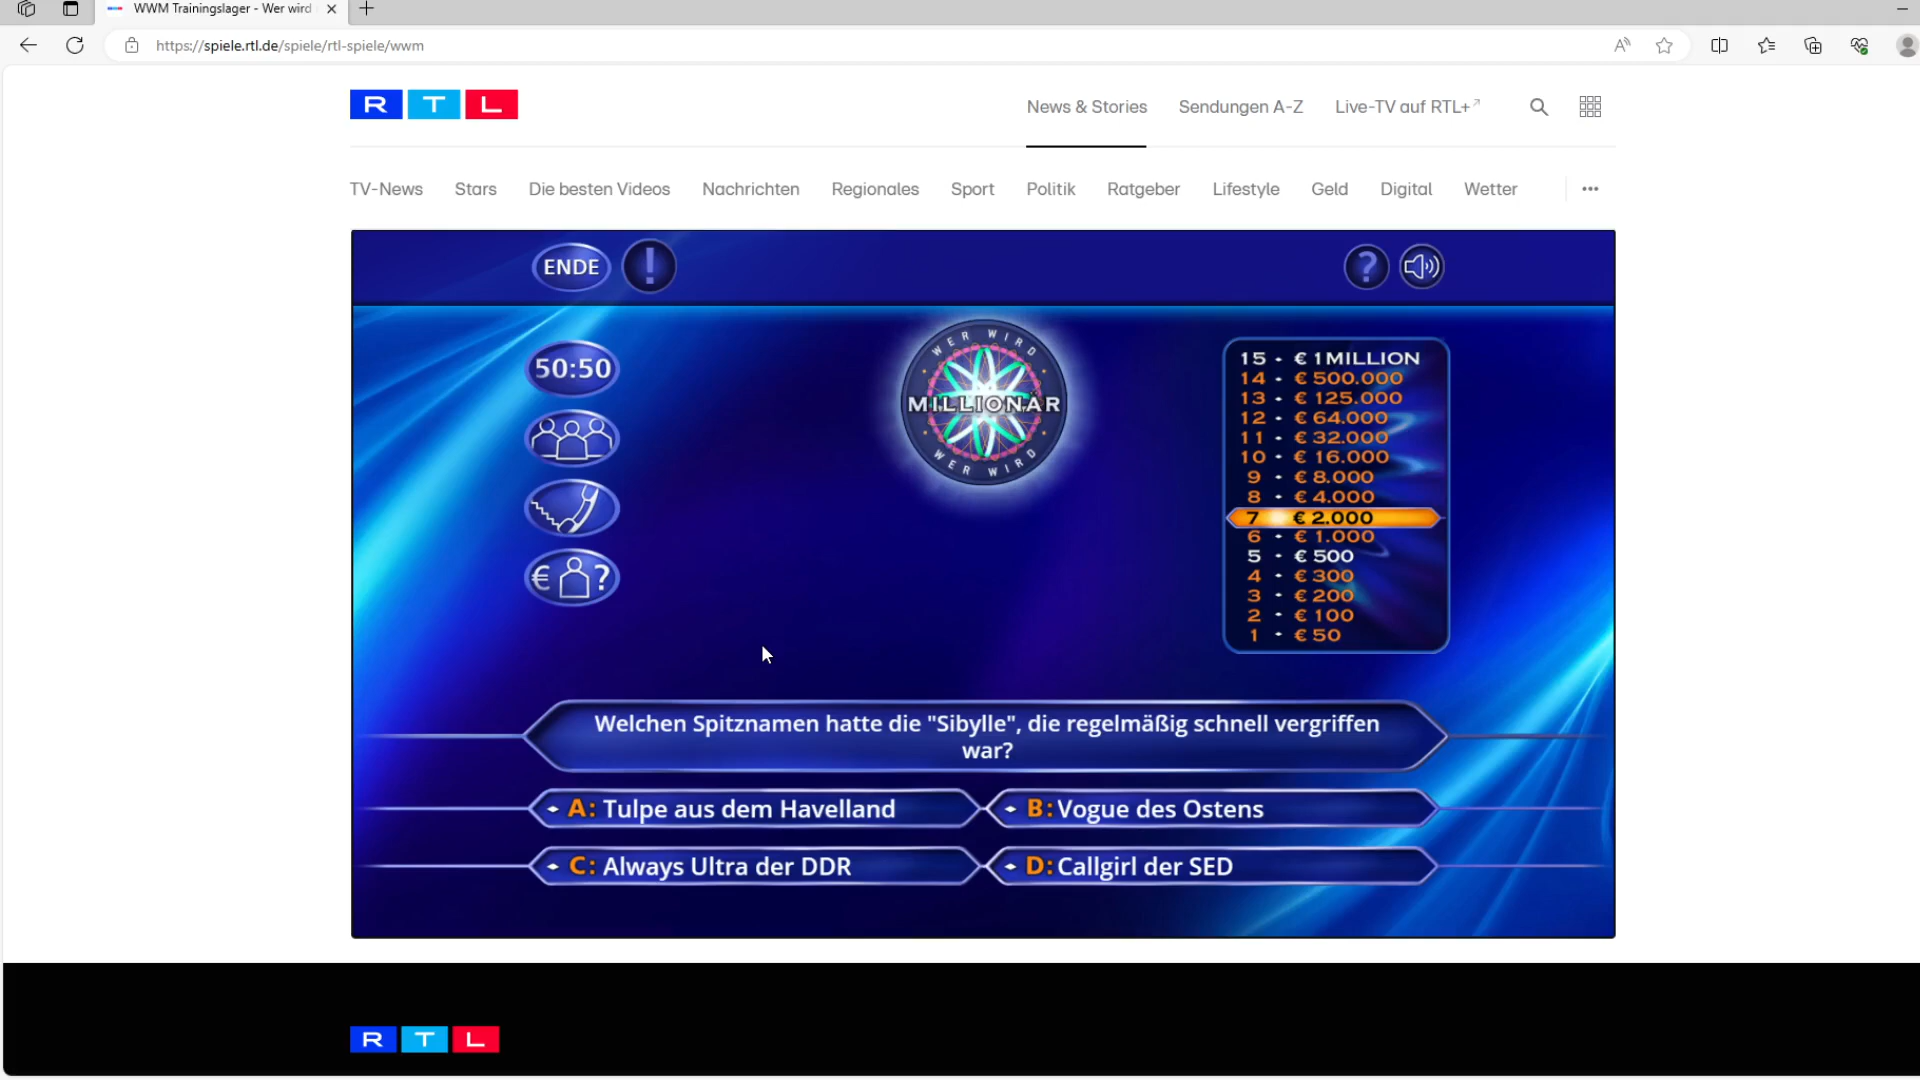 WWM Trainingslager - Wer wird
https://spiele.rtl.de/spiele/rtl-spiele/wwm
RTL
News & Stories
Sendungen A-Z
Live-TV auf RTL+
TV-News
Stars
Die besten Videos
Nachrichten
Regionales
Sport
Politik
Ratgeber
Lifestyle
Geld
Digital
Wetter
ENDE
!
?
50:50
€ ?
WER WIRD
MILLIONÄR
WER WIRD
15 - € 1 MILLION
14 - € 500.000
13 - € 125.000
12 - € 64.000
11 - € 32.000
10 - € 16.000
9 - € 8.000
8 - € 4.000
7 € 2.000
6 - € 1.000
5 - € 500
4 - € 300
3 - € 200
2 - € 100
1 - € 50
Welchen Spitznamen hatte die "Sibylle", die regelmäßig schnell vergriffen
war?
A: Tulpe aus dem Havelland
B: Vogue des Ostens
C: Always Ultra der DDR
D: Callgirl der SED
RTL